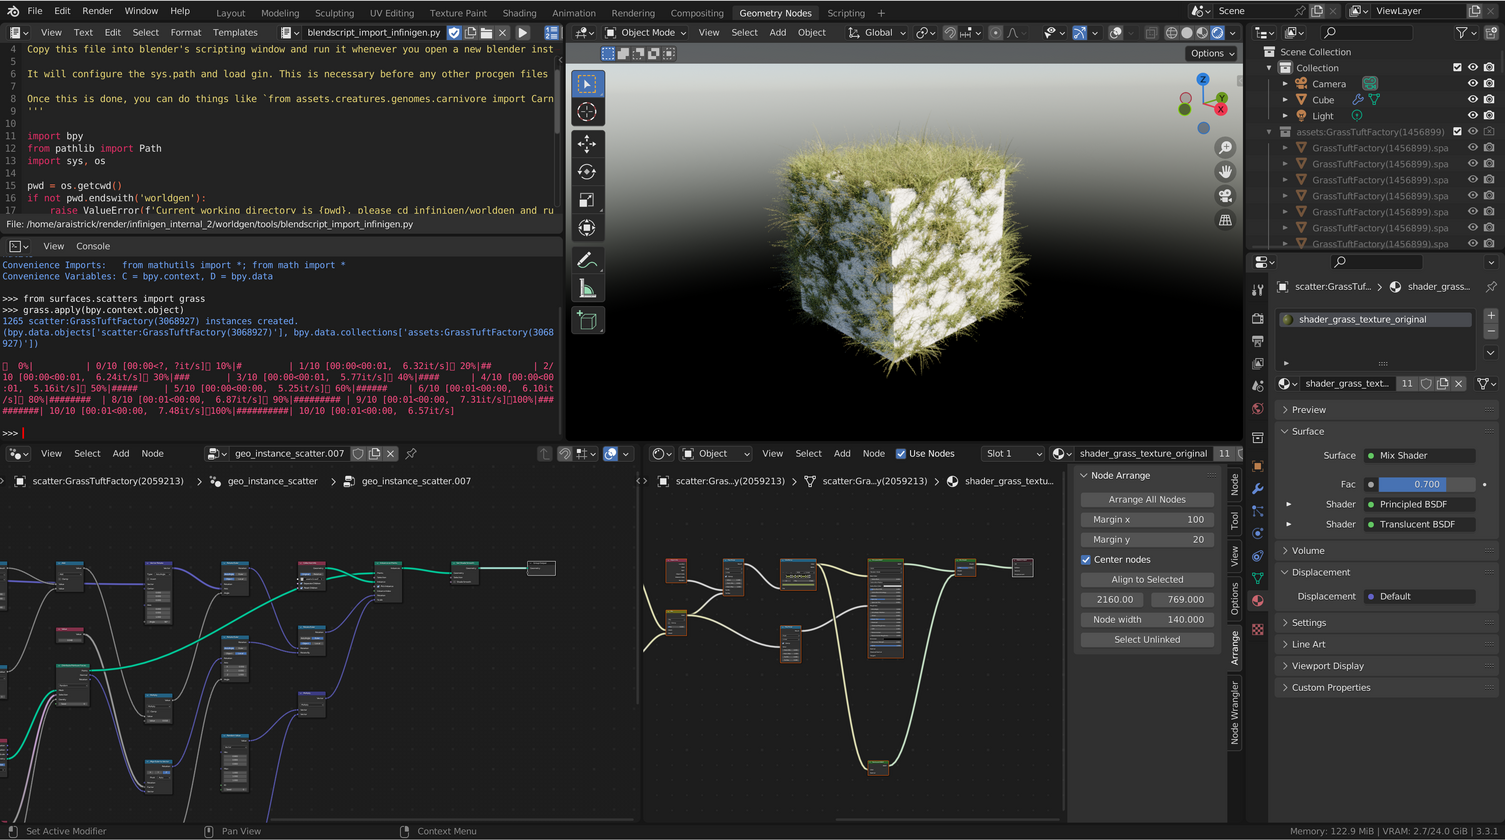 File Edit Render Window Help Layout Modeling Sculpting UV Editing Texture Paint Shading Animation Rendering Compositing Geometry Nodes Scripting + Scene ViewLayer
View Text Edit Select Format Templates blendscript_import_infinigen.py
4 Copy this file into blender's scripting window and run it whenever you open a new blender inst
5
6 It will configure the sys.path and load gin. This is necessary before any other procgen files
7
8 Once this is done, you can do things like `from assets.creatures.genomes.carnivore import Carn
9 '''
10
11 import bpy
12 from pathlib import Path
13 import sys, os
14
15 pwd = os.getcwd()
16 if not pwd.endswith('worldgen'):
17 raise ValueError(f'Current working directory is {pwd}, please cd infinigen/worldgen and ru
File: /home/araistrick/render/infinigen_internal_2/worldgen/tools/blendscript_import_infinigen.py
View Console
Convenience Imports: from mathutils import *; from math import *
Convenience Variables: C = bpy.context, D = bpy.data
>>> from surfaces.scatters import grass
>>> grass.apply(bpy.context.object)
1265 scatter:GrassTuftFactory(3068927) instances created.
(bpy.data.objects['scatter:GrassTuftFactory(3068927)'], bpy.data.collections['assets:GrassTuftFactory(3068
927)'])
0%| | 0/10 [00:00<?, ?it/s] 10%|# | 1/10 [00:00<00:01, 6.32it/s] 20%|## | 2/
10 [00:00<00:01, 6.24it/s] 30%|### | 3/10 [00:00<00:01, 5.77it/s] 40%|#### | 4/10 [00:00<00
:01, 5.16it/s] 50%|##### | 5/10 [00:00<00:00, 5.25it/s] 60%|###### | 6/10 [00:01<00:00, 6.10it
/s] 80%|######## | 8/10 [00:01<00:00, 6.87it/s] 90%|######### | 9/10 [00:01<00:00, 7.31it/s]100%|###
#######| 10/10 [00:01<00:00, 7.48it/s]100%|##########| 10/10 [00:01<00:00, 6.57it/s]
>>>
Object Mode View Select Add Object Global
Options
Z
Y
X
Scene Collection
Collection
Camera
Cube
Light
assets:GrassTuftFactory(1456899)
GrassTuftFactory(1456899).spa
GrassTuftFactory(1456899).spa
GrassTuftFactory(1456899).spa
GrassTuftFactory(1456899).spa
GrassTuftFactory(1456899).spa
GrassTuftFactory(1456899).spa
GrassTuftFactory(1456899).spa
scatter:GrassTuf... shader_grass...
shader_grass_texture_original
shader_grass_text... 11
Preview
Surface
Surface Mix Shader
Fac 0.700
Shader Principled BSDF
Shader Translucent BSDF
Volume
Displacement
Displacement Default
Settings
Line Art
Viewport Display
Custom Properties
View Select Add Node geo_instance_scatter.007
scatter:GrassTuftFactory(2059213) geo_instance_scatter geo_instance_scatter.007
Object View Select Add Node Use Nodes Slot 1 shader_grass_texture_original 11
scatter:Gras...y(2059213) scatter:Gra...y(2059213) shader_grass_textu...
Node Arrange
Arrange All Nodes
Margin x 100
Margin y 20
Center nodes
Align to Selected
2160.00 769.000
Node width 140.000
Select Unlinked
Node
Tool
View
Options
Arrange
Node Wrangler
Set Active Modifier Pan View Context Menu Memory: 122.9 MiB | VRAM: 2.7/24.0 GiB | 3.3.1